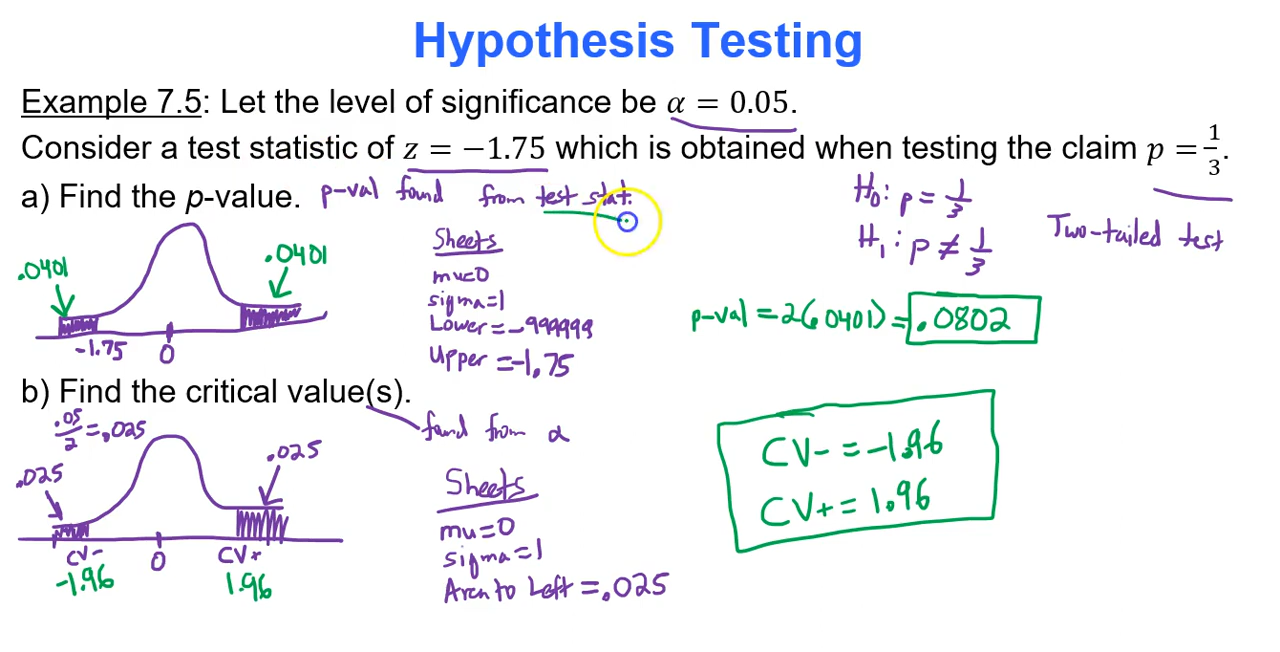 Hypothesis Testing
Example 7.5: Let the level of significance be α = 0.05.
Consider a test statistic of z = −1.75 which is obtained when testing the claim p = 1/3.
a) Find the p-value. p-val found from test stat.
H0: p = 1/3
H1: p ≠ 1/3
Two-tailed test
.0401
.0401
-1.75
0
Sheets
mu=0
sigma=1
Lower=-999999
Upper=-1.75
p-val = 2(.0401) = .0802
b) Find the critical value(s).
found from α
.05/2 = .025
.025
.025
CV-
0
CV+
-1.96
1.96
Sheets
mu=0
sigma=1
Area to Left = .025
CV- = -1.96
CV+ = 1.96